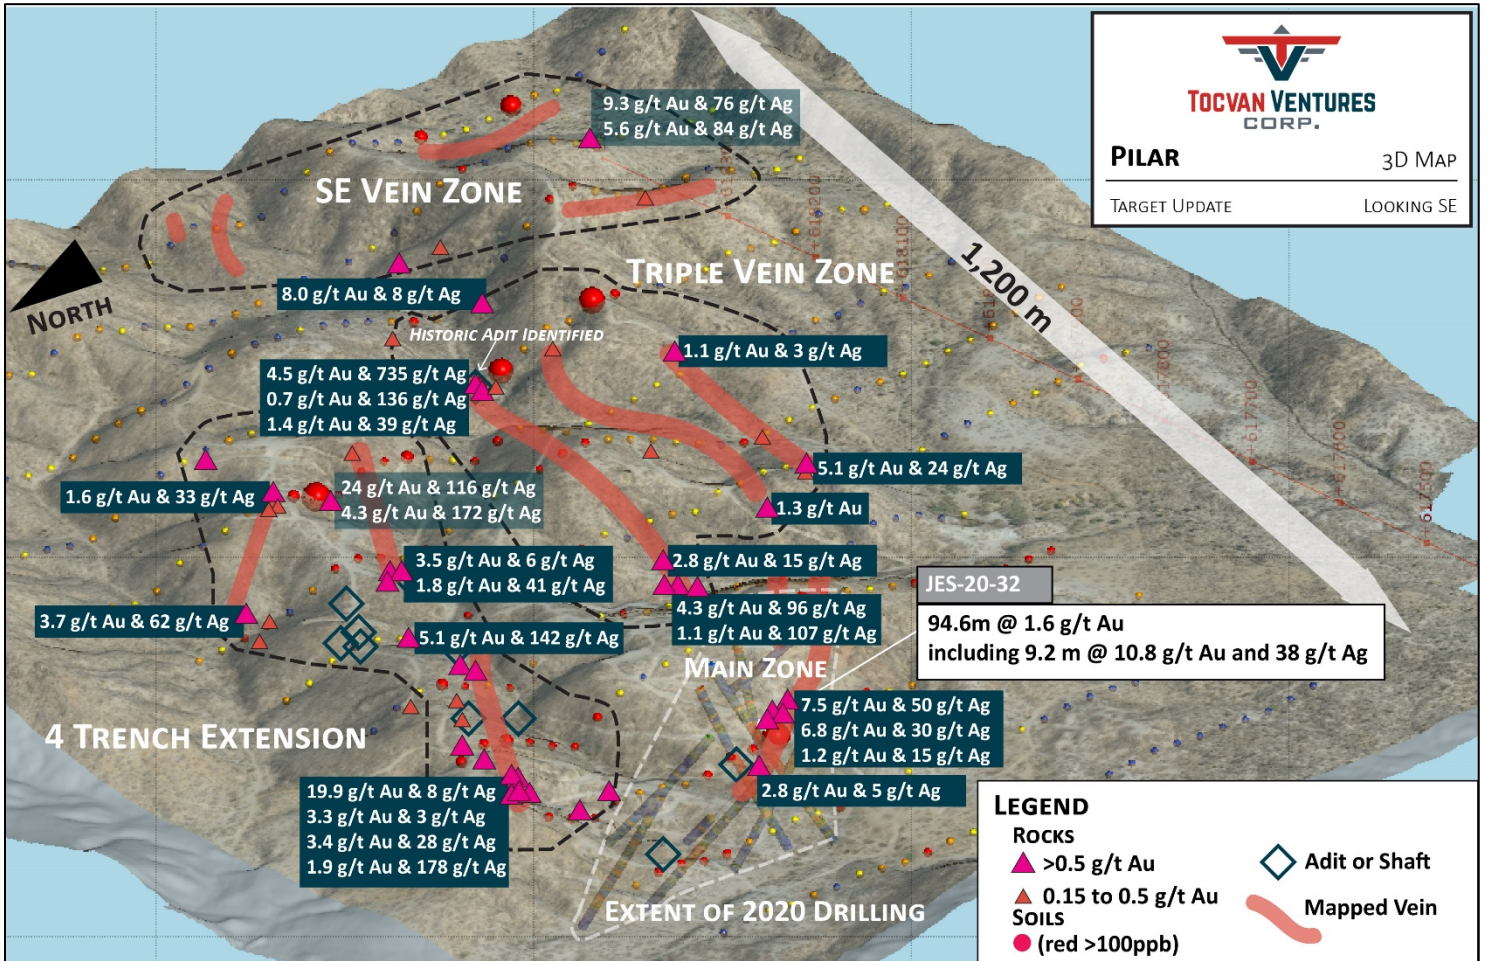 TOCVAN VENTURES
CORP.
PILAR
3D MAP
TARGET UPDATE
LOOKING SE
9.3 g/t Au & 76 g/t Ag
5.6 g/t Au & 84 g/t Ag
SE VEIN ZONE
TRIPLE VEIN ZONE
1,200 m
NORTH
8.0 g/t Au & 8 g/t Ag
HISTORIC ADIT IDENTIFIED
1.1 g/t Au & 3 g/t Ag
4.5 g/t Au & 735 g/t Ag
0.7 g/t Au & 136 g/t Ag
1.4 g/t Au & 39 g/t Ag
5.1 g/t Au & 24 g/t Ag
1.6 g/t Au & 33 g/t Ag
24 g/t Au & 116 g/t Ag
4.3 g/t Au & 172 g/t Ag
1.3 g/t Au
3.5 g/t Au & 6 g/t Ag
1.8 g/t Au & 41 g/t Ag
2.8 g/t Au & 15 g/t Ag
4.3 g/t Au & 96 g/t Ag
1.1 g/t Au & 107 g/t Ag
JES-20-32
94.6m @ 1.6 g/t Au
including 9.2 m @ 10.8 g/t Au and 38 g/t Ag
3.7 g/t Au & 62 g/t Ag
5.1 g/t Au & 142 g/t Ag
MAIN ZONE
7.5 g/t Au & 50 g/t Ag
6.8 g/t Au & 30 g/t Ag
1.2 g/t Au & 15 g/t Ag
2.8 g/t Au & 5 g/t Ag
4 TRENCH EXTENSION
19.9 g/t Au & 8 g/t Ag
3.3 g/t Au & 3 g/t Ag
3.4 g/t Au & 28 g/t Ag
1.9 g/t Au & 178 g/t Ag
EXTENT OF 2020 DRILLING
LEGEND
ROCKS
>0.5 g/t Au
0.15 to 0.5 g/t Au
SOILS
(red >100ppb)
Adit or Shaft
Mapped Vein